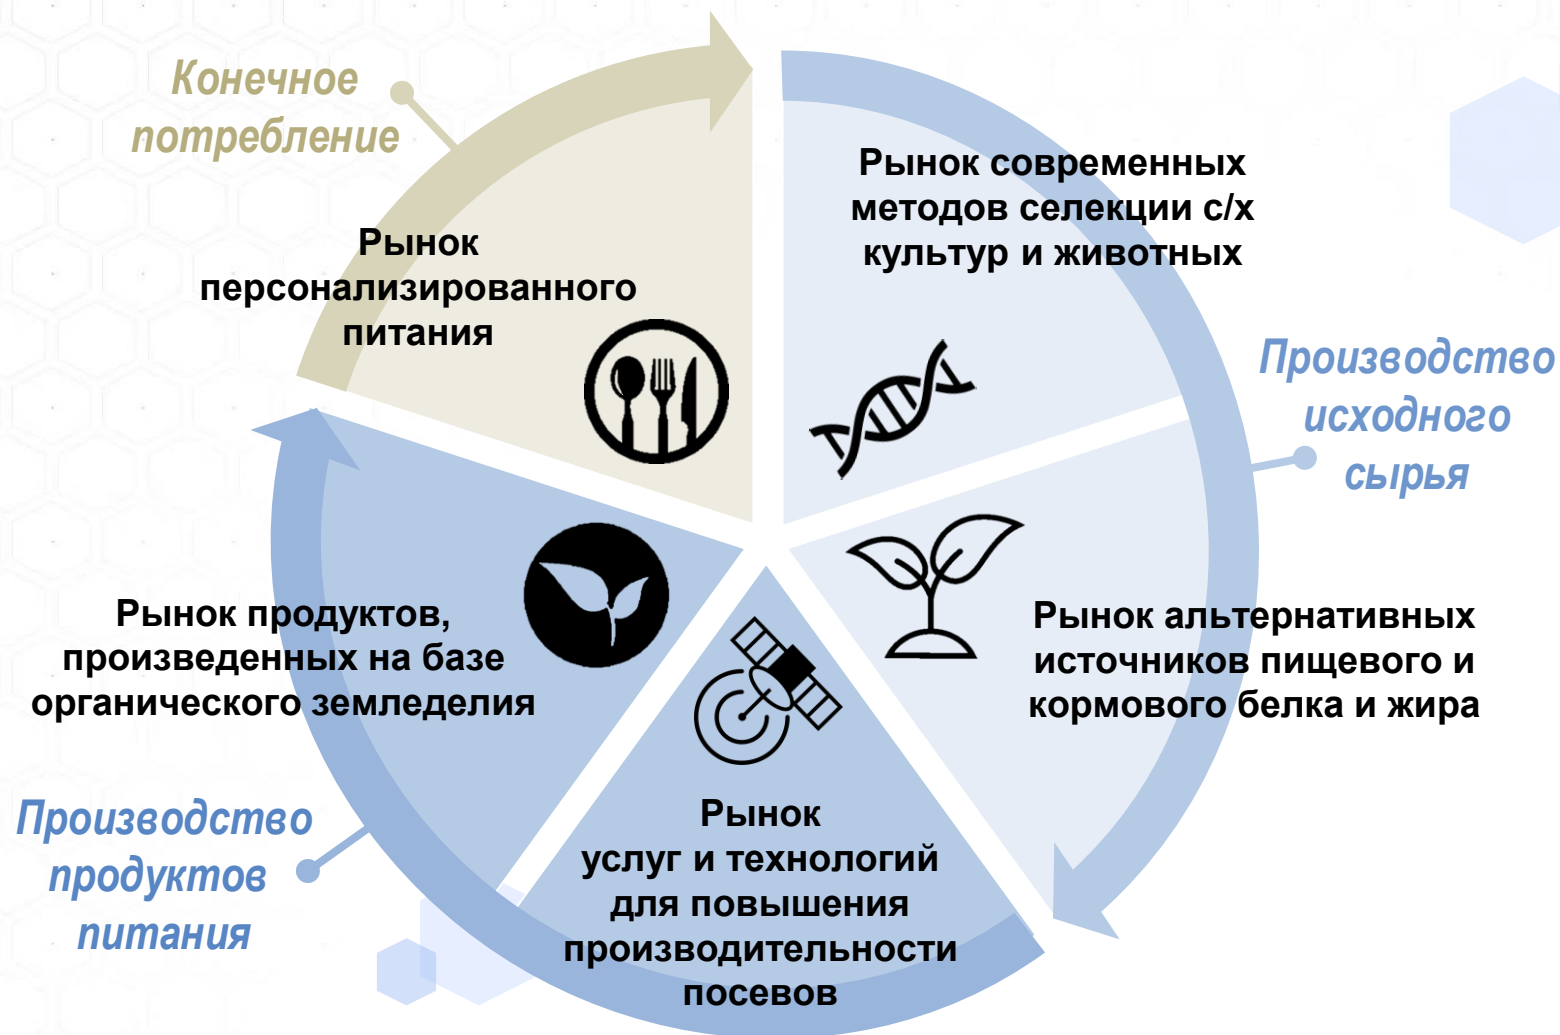 Конечное
потребление
Рынок
персонализированного
питания
Рынок современных
методов селекции с/х
культур и животных
Производство
исходного
сырья
Рынок альтернативных
источников пищевого и
кормового белка и жира
Рынок
услуг и технологий
для повышения
производительности
посевов
Рынок продуктов,
произведенных на базе
органического земледелия
Производство
продуктов
питания